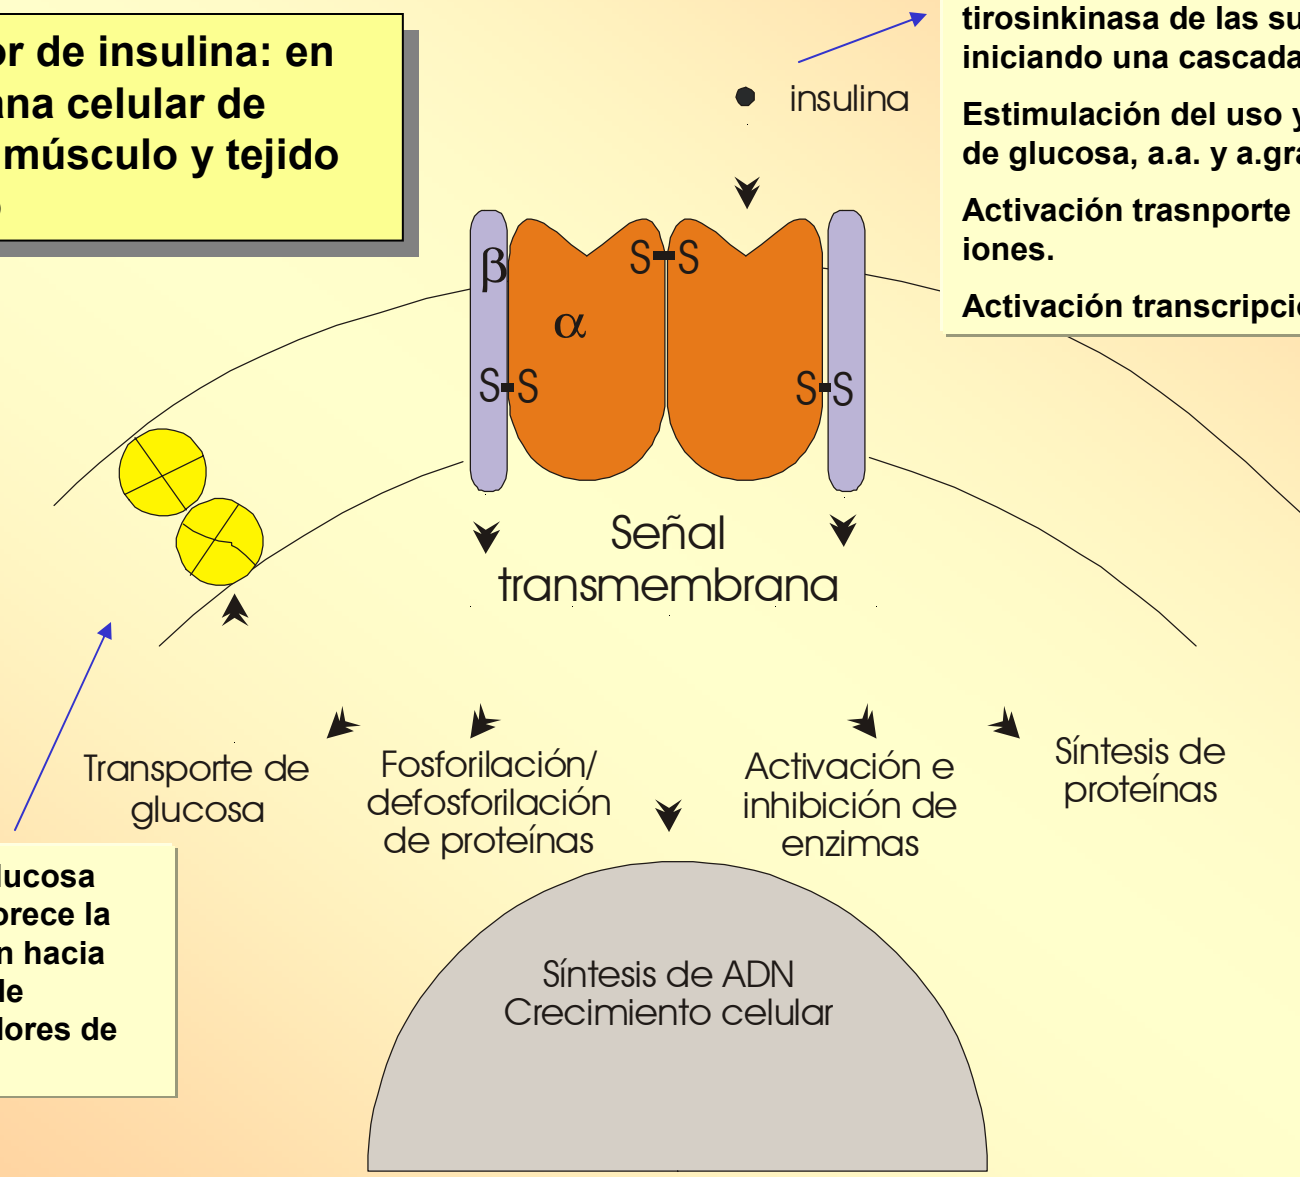 or de insulina: en
ana celular de
músculo y tejido
tirosinkinasa de las su
iniciando una cascada
Estimulación del uso y
de glucosa, a.a. y a.gra
Activación trasnporte
iones.
Activación transcripció
insulina
β
α
S-S
S-S
S-S
Señal
transmembrana
Transporte de
glucosa
Fosforilación/
defosforilación
de proteínas
Activación e
inhibición de
enzimas
Síntesis de
proteínas
lucosa
orece la
n hacia
le
dores de
Síntesis de ADN
Crecimiento celular